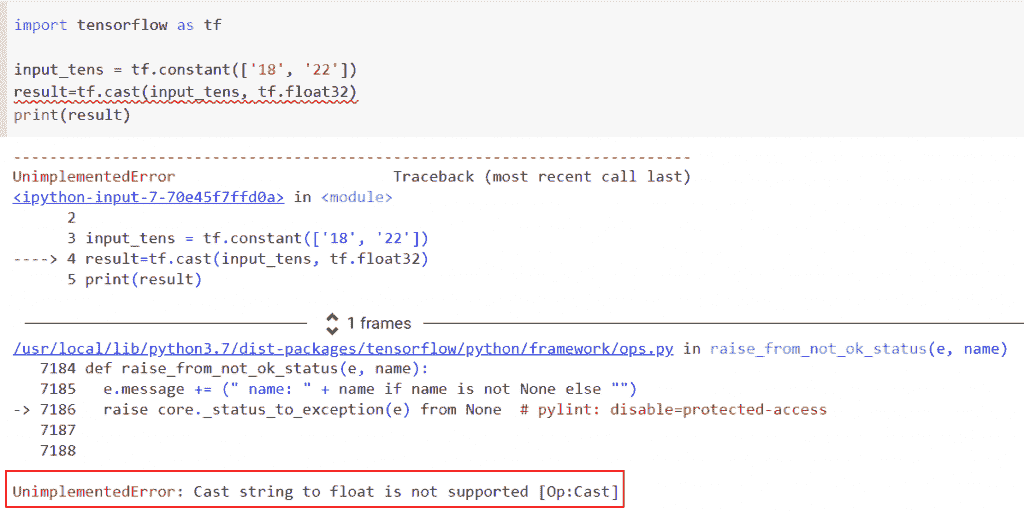 import tensorflow as tf
input_tens = tf.constant(['18', '22'])
result=tf.cast(input_tens, tf.float32)
print(result)
---------------------------------------------------------------------------
UnimplementedError Traceback (most recent call last)
<ipython-input-7-70e45f7ffd0a> in <module>
2
3 input_tens = tf.constant(['18', '22'])
----> 4 result=tf.cast(input_tens, tf.float32)
5 print(result)
1 frames
/usr/local/lib/python3.7/dist-packages/tensorflow/python/framework/ops.py in raise_from_not_ok_status(e, name)
7184 def raise_from_not_ok_status(e, name):
7185 e.message += (" name: " + name if name is not None else "")
-> 7186 raise core._status_to_exception(e) from None # pylint: disable=protected-access
7187
7188
UnimplementedError: Cast string to float is not supported [Op:Cast]